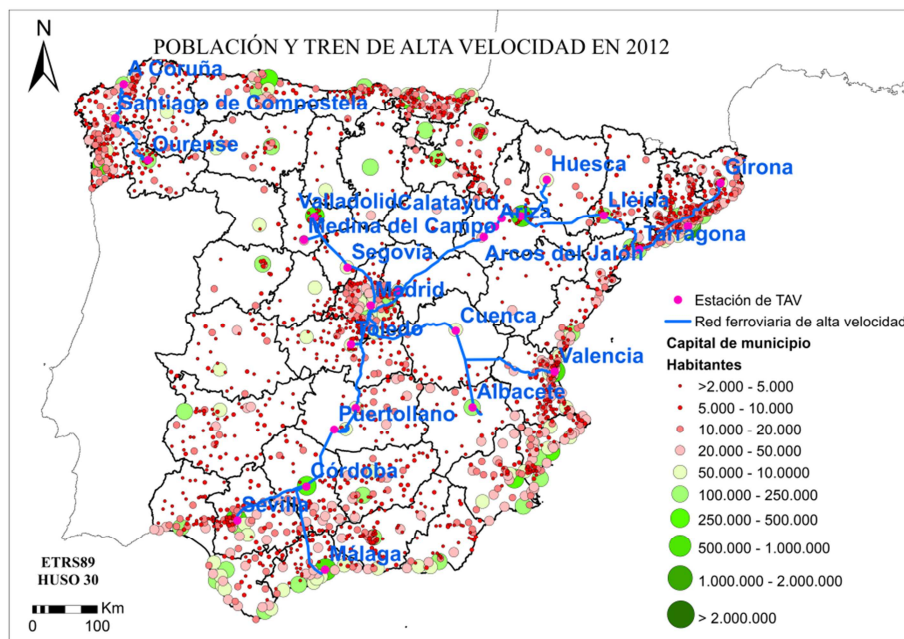 N
POBLACIÓN Y TREN DE ALTA VELOCIDAD EN 2012
A Coruña
Santiago de Compostela
Ourense
Huesca
Girona
Valladolid
Calatayud
Ariza
Lleida
Medina del Campo
Tarragona
Segovia
Arcos del Jalón
Madrid
Cuenca
Toledo
Valencia
Albacete
Puertollano
Córdoba
Sevilla
Málaga
Estación de TAV
Red ferroviaria de alta velocidad
Capital de municipio
Habitantes
>2.000 - 5.000
5.000 - 10.000
10.000 - 20.000
20.000 - 50.000
50.000 - 10.0000
100.000 - 250.000
250.000 - 500.000
500.000 - 1.000.000
1.000.000 - 2.000.000
> 2.000.000
ETRS89
HUSO 30
Km
0 100